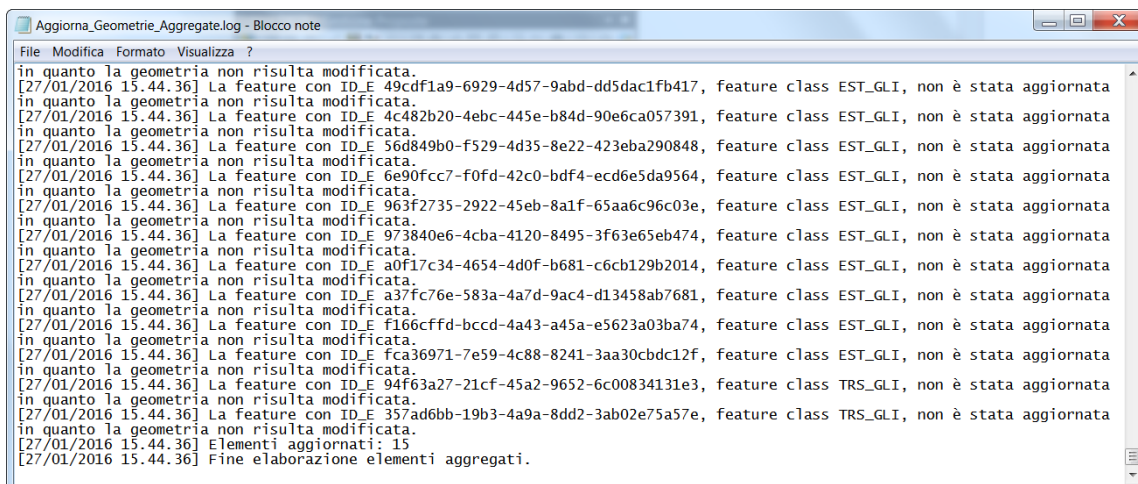 Aggiorna_Geometrie_Aggregate.log - Blocco note
File Modifica Formato Visualizza ?
in quanto la geometria non risulta modificata.
[27/01/2016 15.44.36] La feature con ID_E 49cdf1a9-6929-4d57-9abd-dd5dac1fb417, feature class EST_GLI, non è stata aggiornata
in quanto la geometria non risulta modificata.
[27/01/2016 15.44.36] La feature con ID_E 4c482b20-4ebc-445e-b84d-90e6ca057391, feature class EST_GLI, non è stata aggiornata
in quanto la geometria non risulta modificata.
[27/01/2016 15.44.36] La feature con ID_E 56d849b0-f529-4d35-8e22-423eba290848, feature class EST_GLI, non è stata aggiornata
in quanto la geometria non risulta modificata.
[27/01/2016 15.44.36] La feature con ID_E 6e90fcc7-f0fd-42c0-bdf4-ecd6e5da9564, feature class EST_GLI, non è stata aggiornata
in quanto la geometria non risulta modificata.
[27/01/2016 15.44.36] La feature con ID_E 963f2735-2922-45eb-8a1f-65aa6c96c03e, feature class EST_GLI, non è stata aggiornata
in quanto la geometria non risulta modificata.
[27/01/2016 15.44.36] La feature con ID_E 973840e6-4cba-4120-8495-3f63e65eb474, feature class EST_GLI, non è stata aggiornata
in quanto la geometria non risulta modificata.
[27/01/2016 15.44.36] La feature con ID_E a0f17c34-4654-4d0f-b681-c6cb129b2014, feature class EST_GLI, non è stata aggiornata
in quanto la geometria non risulta modificata.
[27/01/2016 15.44.36] La feature con ID_E a37fc76e-583a-4a7d-9ac4-d13458ab7681, feature class EST_GLI, non è stata aggiornata
in quanto la geometria non risulta modificata.
[27/01/2016 15.44.36] La feature con ID_E f166cffd-bccd-4a43-a45a-e5623a03ba74, feature class EST_GLI, non è stata aggiornata
in quanto la geometria non risulta modificata.
[27/01/2016 15.44.36] La feature con ID_E fca36971-7e59-4c88-8241-3aa30cbdc12f, feature class EST_GLI, non è stata aggiornata
in quanto la geometria non risulta modificata.
[27/01/2016 15.44.36] La feature con ID_E 94f63a27-21cf-45a2-9652-6c00834131e3, feature class TRS_GLI, non è stata aggiornata
in quanto la geometria non risulta modificata.
[27/01/2016 15.44.36] La feature con ID_E 357ad6bb-19b3-4a9a-8dd2-3ab02e75a57e, feature class TRS_GLI, non è stata aggiornata
in quanto la geometria non risulta modificata.
[27/01/2016 15.44.36] Elementi aggiornati: 15
[27/01/2016 15.44.36] Fine elaborazione elementi aggregati.